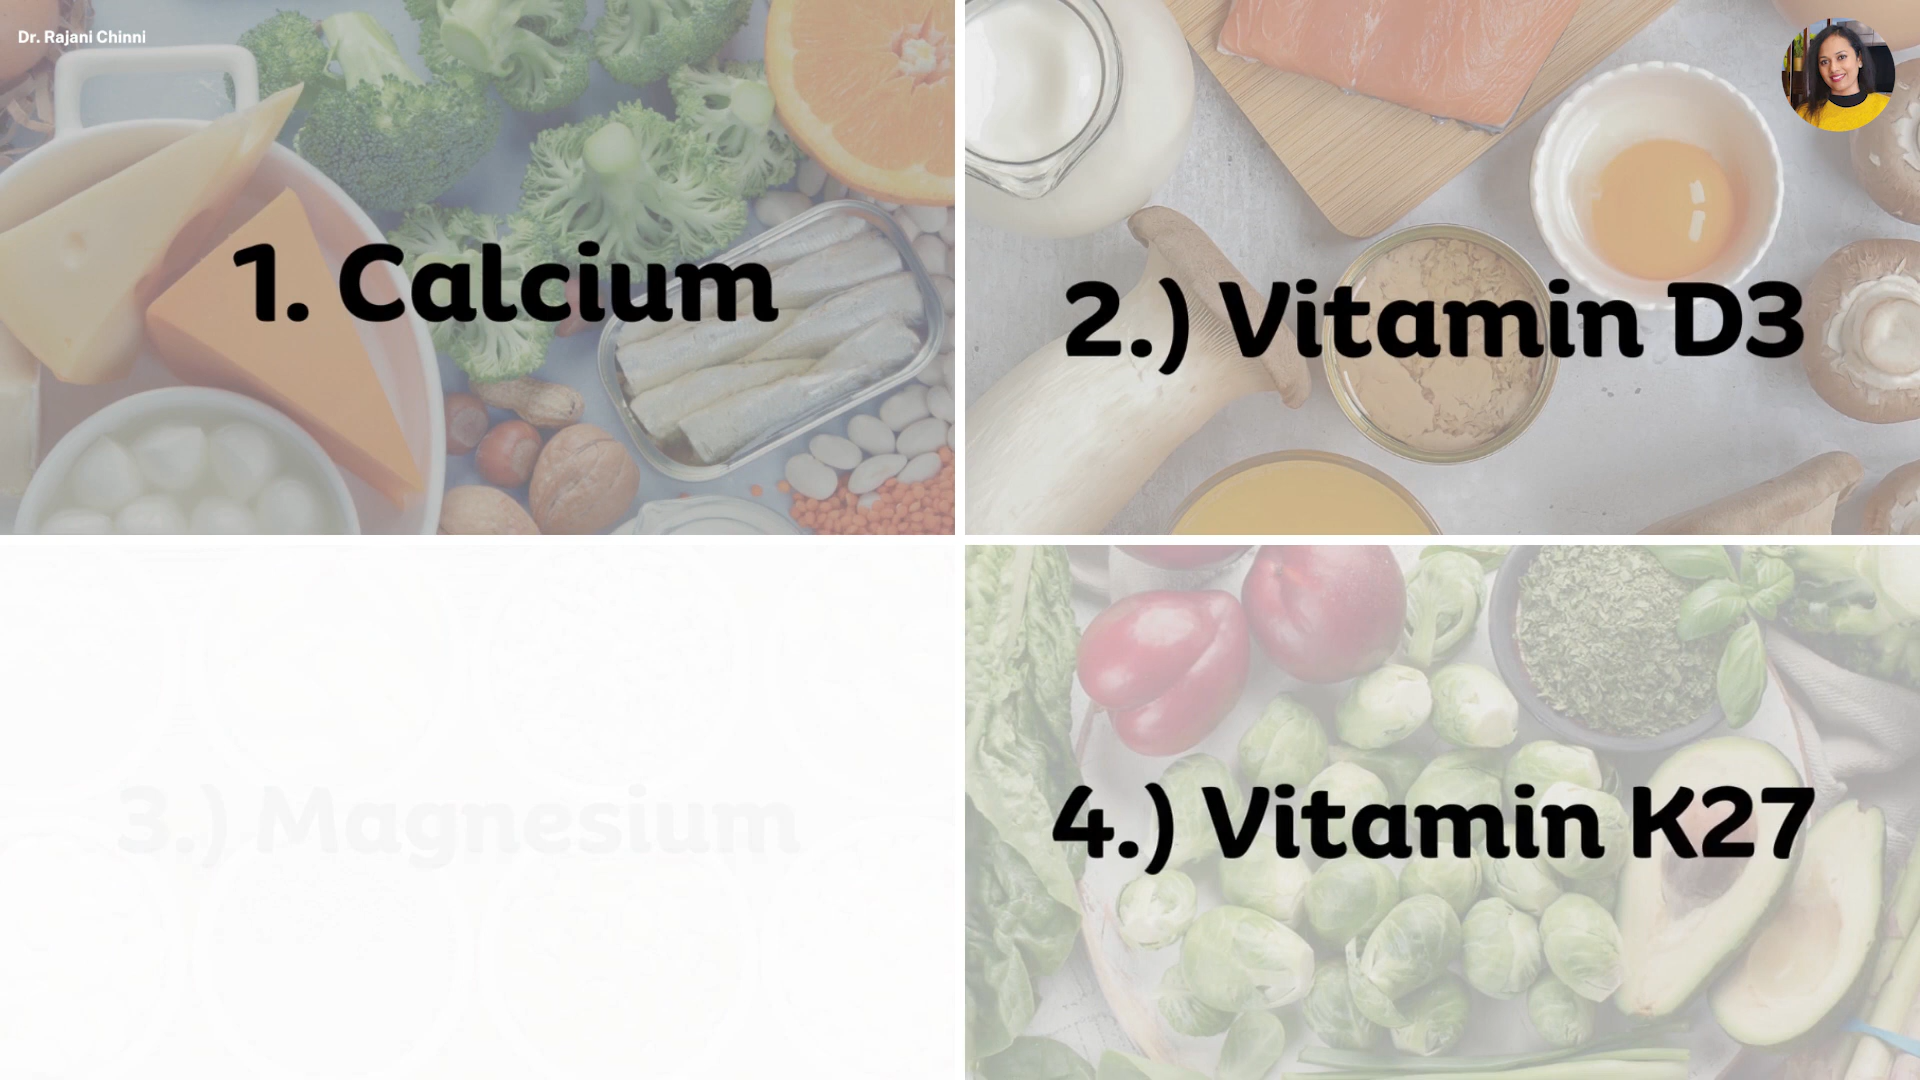 Dr. Rajani Chinni
1. Calcium
2.) Vitamin D3
3.) Magnesium
4.) Vitamin K27